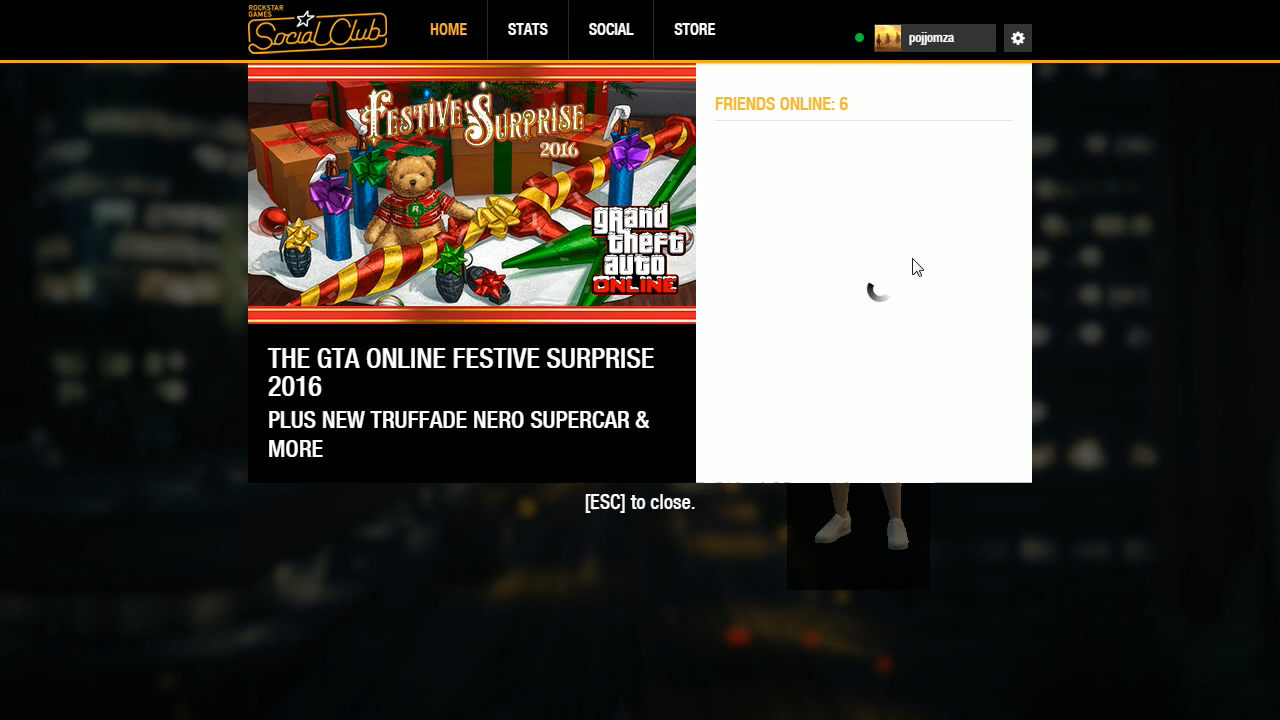 ROCKSTAR
GAMES
Social Club
HOME
STATS
SOCIAL
STORE
pojjomza
FESTIVE SURPRISE
2016
R
grand
theft
auto
ONLINE
THE GTA ONLINE FESTIVE SURPRISE
2016
PLUS NEW TRUFFADE NERO SUPERCAR &
MORE
FRIENDS ONLINE: 6
[ESC] to close.